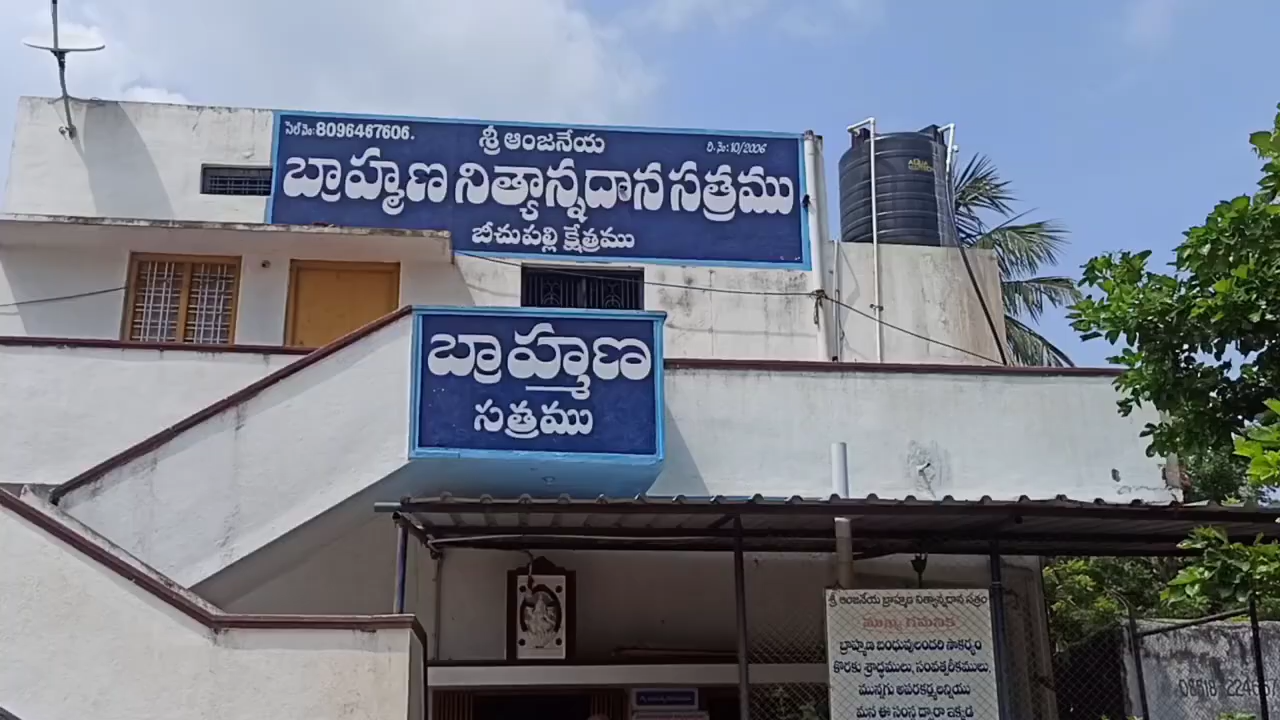 సెల్ నెం: 8096467606.
శ్రీ ఆంజనేయ
రి.నెం: 10/2006
బ్రాహ్మణ నిత్యాన్నదాన సత్రము
బీచుపల్లి క్షేత్రము
బ్రాహ్మణ
సత్రము
శ్రీ ఆంజనేయ బ్రాహ్మణ నిత్యాన్నదాన సత్రం
ముఖ్య గమనిక
బ్రాహ్మణ బంధువులందరి సౌకర్యం
కొరకు శ్రాద్ధములు, సంవత్సరీకములు,
మున్నగు అపరకర్మలన్నియు
మన ఈ సంస్థ ద్వారా ఇక్కడ